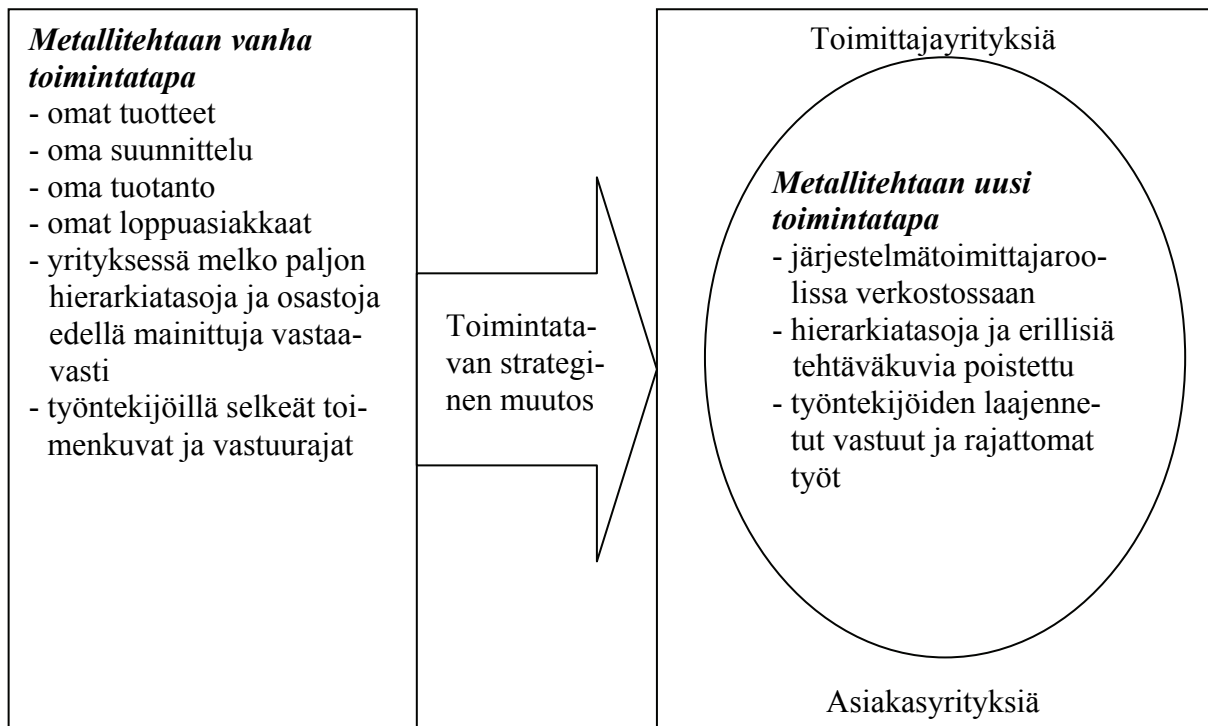 Metallitehtaan vanha
toimintatapa
- omat tuotteet
- oma suunnittelu
- oma tuotanto
- omat loppuasiakkaat
- yrityksessä melko paljon
hierarkiatasoja ja osastoja
edellä mainittuja vastaa-
vasti
- työntekijöillä selkeät toi-
menkuvat ja vastuurajat
Toimintata-
van strategi-
nen muutos
Toimittajayrityksiä
Metallitehtaan uusi
toimintatapa
- järjestelmätoimittajaroo-
lissa verkostossaan
- hierarkiatasoja ja erillisiä
tehtäväkuvia poistettu
- työntekijöiden laajenne-
tut vastuut ja rajattomat
työt
Asiakasyrityksiä